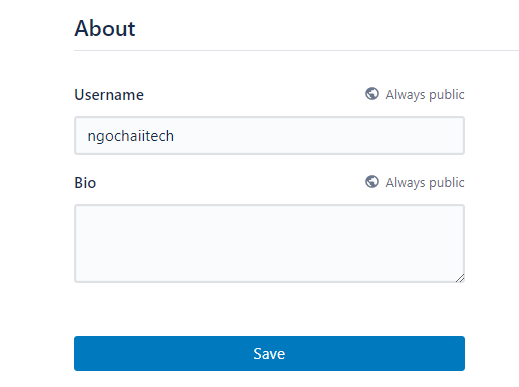 About
Username
Always public
ngochaiitech
Bio
Always public
Save